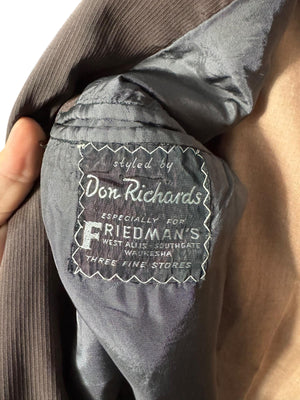 styled by
Don Richards
ESPECIALLY FOR
FRIEDMAN'S
WEST ALLIS - SOUTHGATE
WAUKESHA
THREE FINE STORES